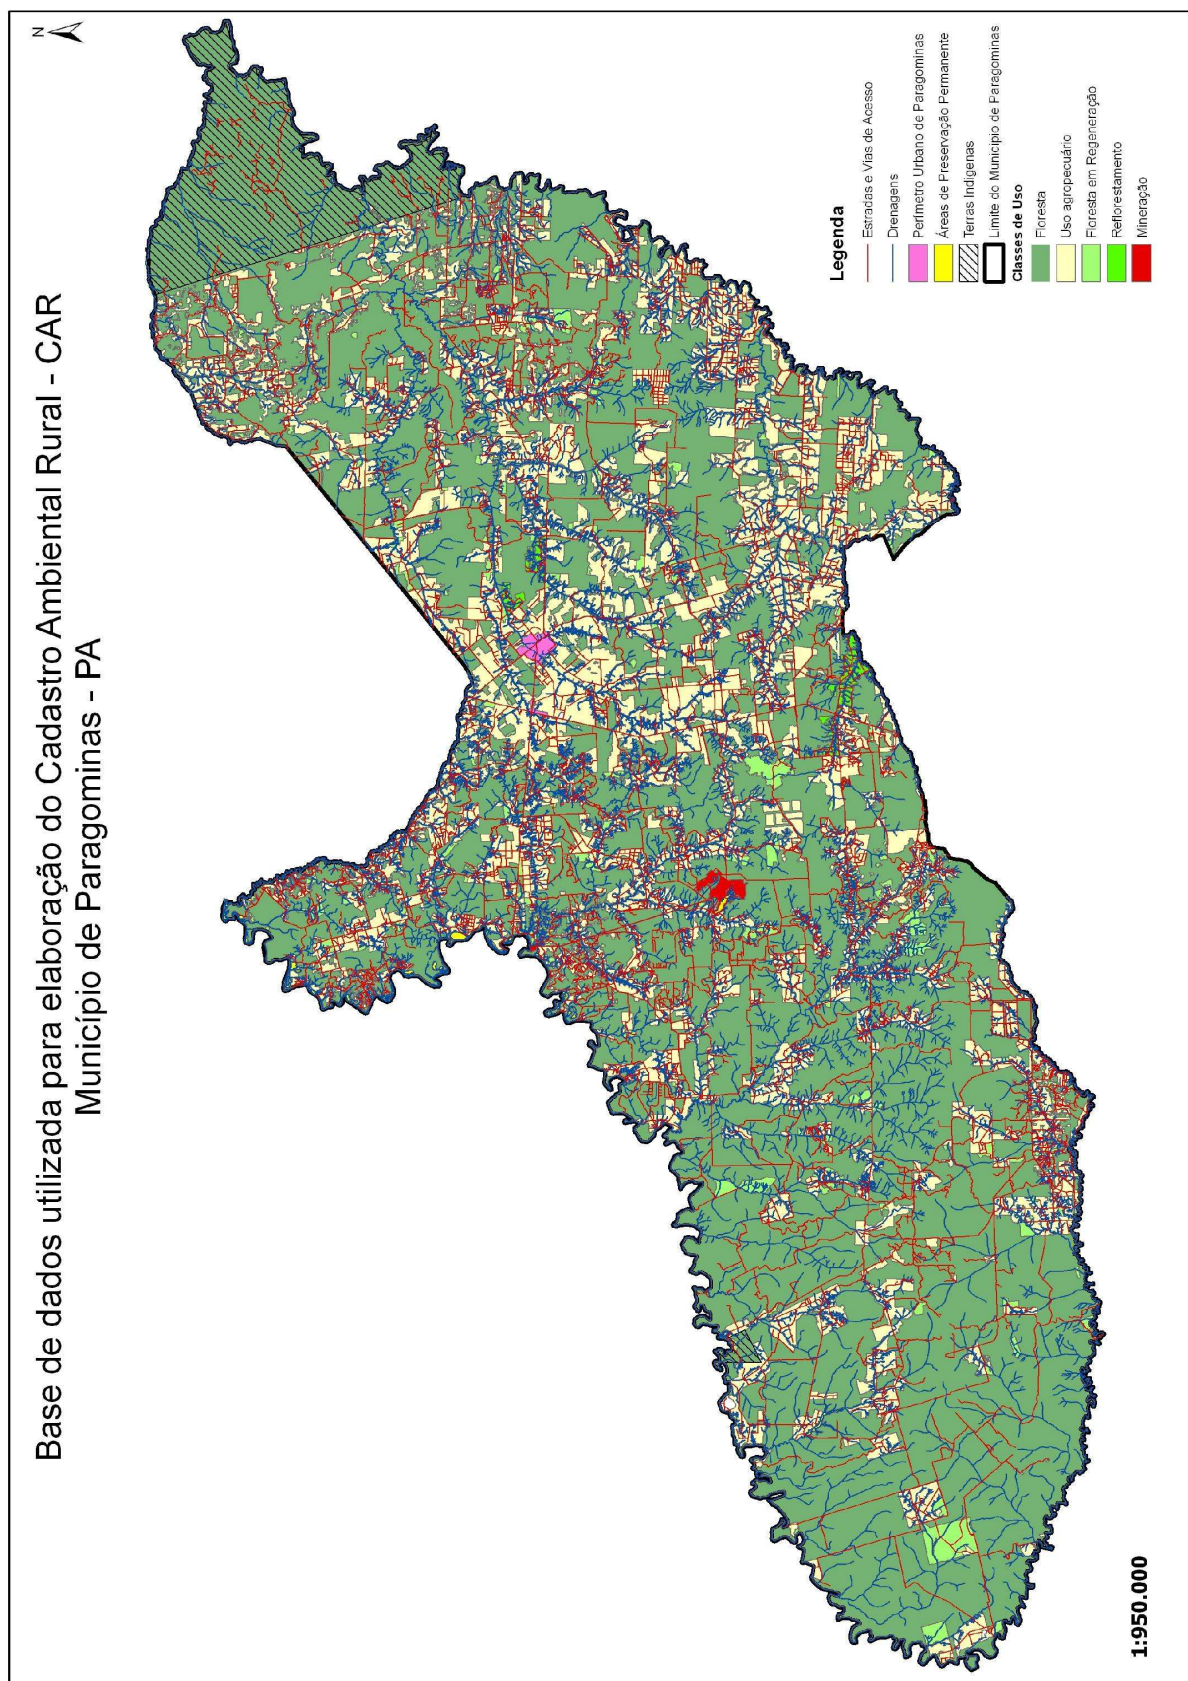 Base de dados utilizada para elaboração do Cadastro Ambiental Rural - CAR
Município de Paragominas - PA
N
Legenda
Estradas e Vias de Acesso
Drenagens
Perímetro Urbano de Paragominas
Áreas de Preservação Permanente
Terras Indígenas
Limite do Município de Paragominas
Classes de Uso
Floresta
Uso agropecuário
Floresta em Regeneração
Reflorestamento
Mineração
1:950.000